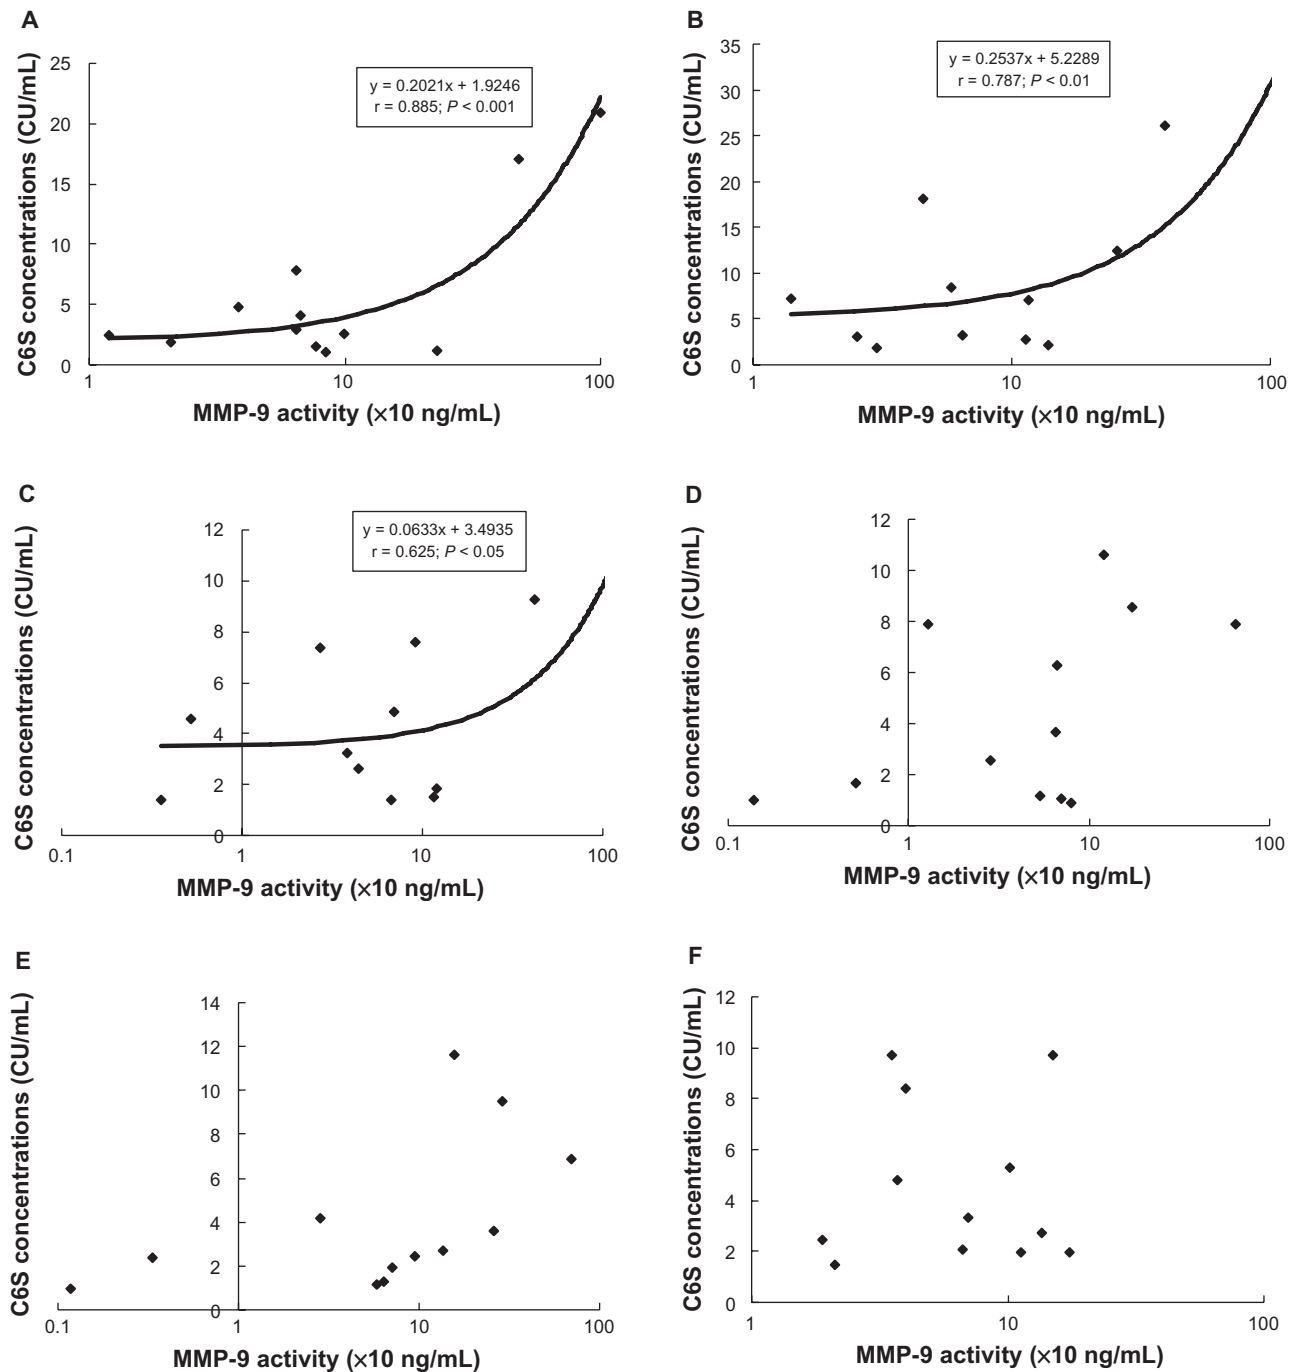 A
C6S concentrations (CU/mL)
25
20
15
10
5
0
y = 0.2021x + 1.9246
r = 0.885; P < 0.001
1
10
100
MMP-9 activity (×10 ng/mL)
B
C6S concentrations (CU/mL)
35
30
25
20
15
10
5
0
y = 0.2537x + 5.2289
r = 0.787; P < 0.01
1
10
100
MMP-9 activity (×10 ng/mL)
C
C6S concentrations (CU/mL)
12
10
8
6
4
2
0
y = 0.0633x + 3.4935
r = 0.625; P < 0.05
0.1
1
10
100
MMP-9 activity (×10 ng/mL)
D
C6S concentrations (CU/mL)
12
10
8
6
4
2
0
0.1
1
10
100
MMP-9 activity (×10 ng/mL)
E
C6S concentrations (CU/mL)
14
12
10
8
6
4
2
0
0.1
1
10
100
MMP-9 activity (×10 ng/mL)
F
C6S concentrations (CU/mL)
12
10
8
6
4
2
0
1
10
100
MMP-9 activity (×10 ng/mL)